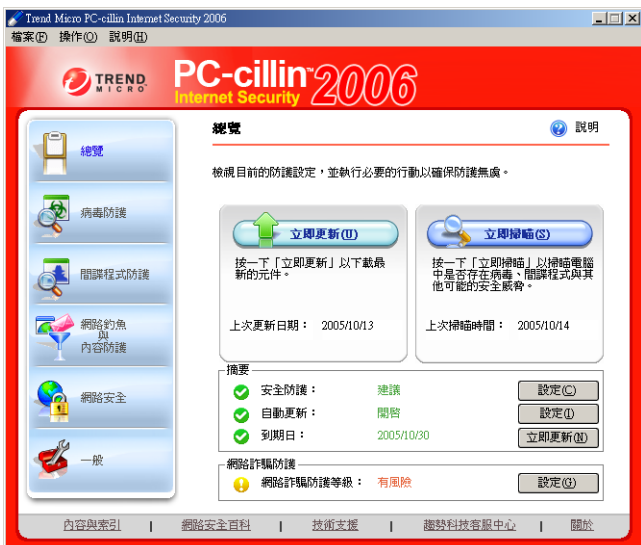 Trend Micro PC-cillin Internet Security 2006
檔案(F) 操作(O) 說明(H)
TREND MICRO
PC-cillin 2006
Internet Security
總覽
病毒防護
間諜程式防護
網路釣魚
與
內容防護
網路安全
一般
總覽
說明
檢視目前的防護設定，並執行必要的行動以確保防護無虞。
立即更新(U)
按一下「立即更新」以下載最
新的元件。
上次更新日期： 2005/10/13
立即掃瞄(S)
按一下「立即掃瞄」以掃瞄電腦
中是否存在病毒、間諜程式與其
他可能的安全威脅。
上次掃瞄時間： 2005/10/14
摘要
安全防護： 建議 設定(C)
自動更新： 開啓 設定(I)
到期日： 2005/10/30 立即更新(N)
網路詐騙防護
網路詐騙防護等級： 有風險 設定(G)
內容與索引 | 網路安全百科 | 技術支援 | 趨勢科技客服中心 | 關於